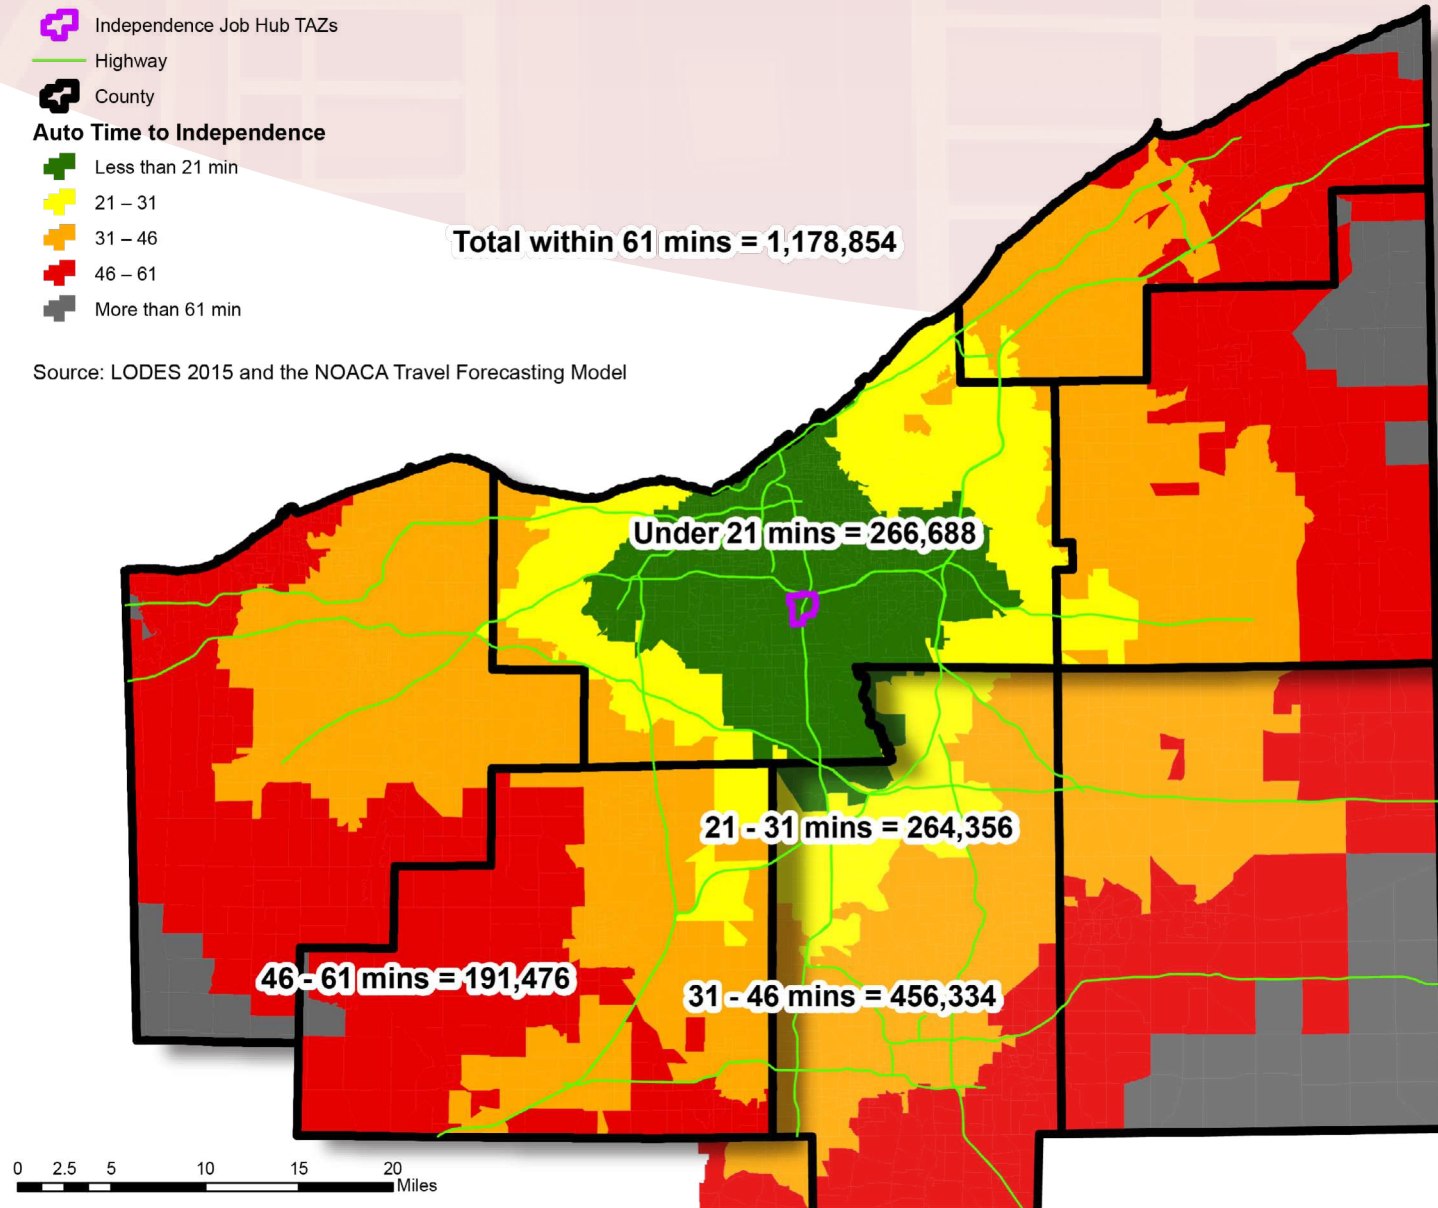 Independence Job Hub TAZs
Highway
County
Auto Time to Independence
Less than 21 min
21 – 31
31 – 46
46 – 61
More than 61 min
Source: LODES 2015 and the NOACA Travel Forecasting Model
Total within 61 mins = 1,178,854
Under 21 mins = 266,688
21 - 31 mins = 264,356
46 - 61 mins = 191,476
31 - 46 mins = 456,334
0 2.5 5 10 15 20
Miles